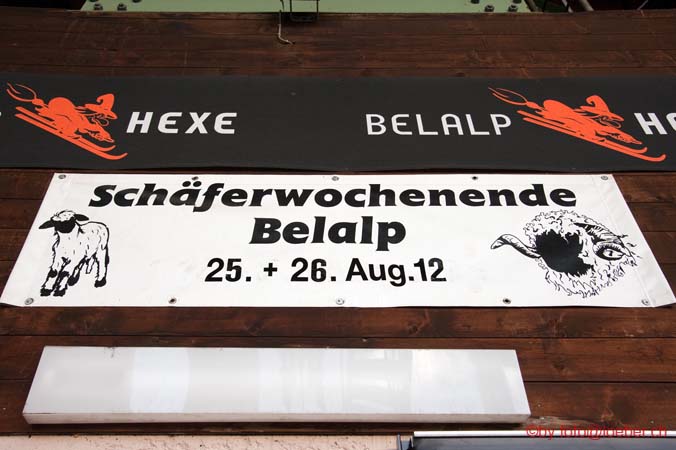 HEXE BELALP
Schäferwochenende
Belalp
25. + 26. Aug.12